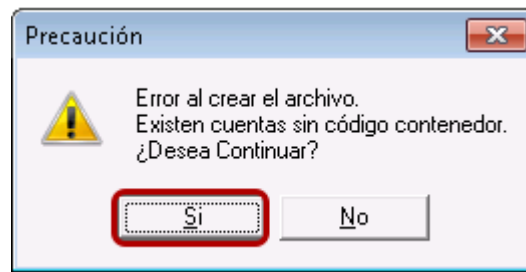 Precaución
Error al crear el archivo.
Existen cuentas sin código contenedor.
¿Desea Continuar?
Si
No